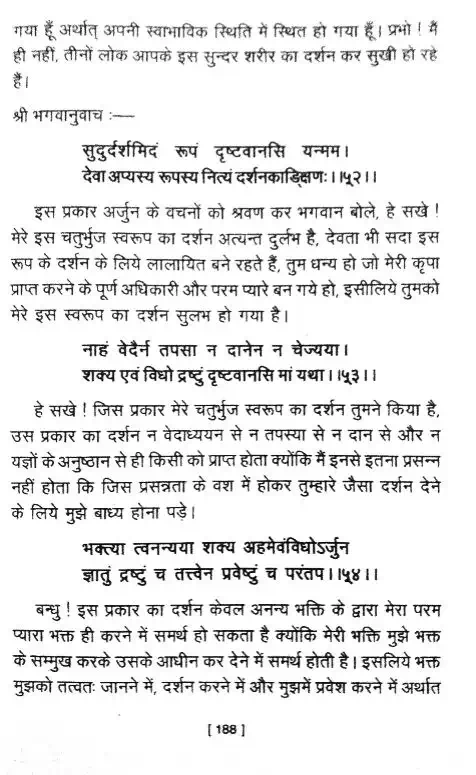 गया हूँ अर्थात् अपनी स्वाभाविक स्थिति में स्थित हो गया हूँ। प्रभो ! मैं
ही नहीं, तीनों लोक आपके इस सुन्दर शरीर का दर्शन कर सुखी हो रहे
हैं।
श्री भगवानुवाच :—
सुदुर्दर्शमिदं रूपं दृष्टवानसि यन्मम।
देवा अप्यस्य रूपस्य नित्यं दर्शनकाङि्क्षणः।।५२।।
इस प्रकार अर्जुन के वचनों को श्रवण कर भगवान बोले, हे सखे !
मेरे इस चतुर्भुज स्वरूप का दर्शन अत्यन्त दुर्लभ है, देवता भी सदा इस
रूप के दर्शन के लिये लालायित बने रहते हैं, तुम धन्य हो जो मेरी कृपा
प्राप्त करने के पूर्ण अधिकारी और परम प्यारे बन गये हो, इसीलिये तुमको
मेरे इस स्वरूप का दर्शन सुलभ हो गया है।
नाहं वेदैर्न तपसा न दानेन न चेज्यया।
शक्य एवं विधो द्रष्टुं दृष्टवानसि मां यथा।।५३।।
हे सखे ! जिस प्रकार मेरे चतुर्भुज स्वरूप का दर्शन तुमने किया है,
उस प्रकार का दर्शन न वेदाध्ययन से न तपस्या से न दान से और न
यज्ञों के अनुष्ठान से ही किसी को प्राप्त होता क्योंकि मैं इनसे इतना प्रसन्न
नहीं होता कि जिस प्रसन्नता के वश में होकर तुम्हारे जैसा दर्शन देने
के लिये मुझे बाध्य होना पड़े।
भक्त्या त्वनन्यया शक्य अहमेवंविधोऽर्जुन
ज्ञातुं द्रष्टुं च तत्त्वेन प्रवेष्टुं च परंतप।।५४।।
बन्धु ! इस प्रकार का दर्शन केवल अनन्य भक्ति के द्वारा मेरा परम
प्यारा भक्त ही करने में समर्थ हो सकता है क्योंकि मेरी भक्ति मुझे भक्त
के सम्मुख करके उसके आधीन कर देने में समर्थ होती है। इसलिये भक्त
मुझको तत्वतः जानने में, दर्शन करने में और मुझमें प्रवेश करने में अर्थात
[ 188 ]